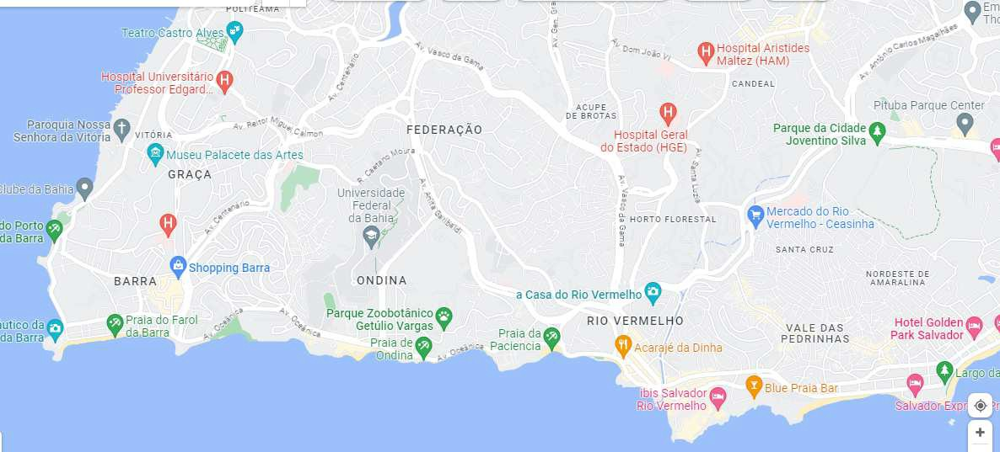 POLITEAMA
Teatro Castro Alves
Hospital Universitário
Professor Edgard...
Paróquia Nossa
Senhora da Vitória
VITÓRIA
Museu Palacete das Artes
GRAÇA
Clube da Bahia
do Porto
da Barra
BARRA
Shopping Barra
áutico da
da Barra
Praia do Farol
da Barra
Av. Centenário
Av. Centenário
Av. Reitor Miguel Calmon
Av. Oceânica
Av. Oceânica
Av. Oceânica
R. Caetano Moura
Universidade
Federal
da Bahia
ONDINA
Parque Zoobotânico
Getúlio Vargas
Praia de
Ondina
FEDERAÇÃO
Av. Anita Garibaldi
Av. Vasco da Gama
Av. Vasco da Gama
Av. Gen. Gra
Av. Dom João VI
Hospital Aristides
Maltez (HAM)
CANDEAL
ACUPE
DE BROTAS
Hospital Geral
do Estado (HGE)
Av. Santa Luzia
HORTO FLORESTAL
a Casa do Rio Vermelho
RIO VERMELHO
Praia da
Paciencia
Acarajé da Dinha
ibis Salvador
Rio Vermelho
Blue Praia Bar
Em
Tho
Antônio Carlos Magalhães
Pituba Parque Center
Parque da Cidade
Joventino Silva
Mercado do Rio
Vermelho - Ceasinha
SANTA CRUZ
NORDESTE DE
AMARALINA
VALE DAS
PEDRINHAS
Hotel Golden
Park Salvador
Largo da
Salvador Expr
Pr